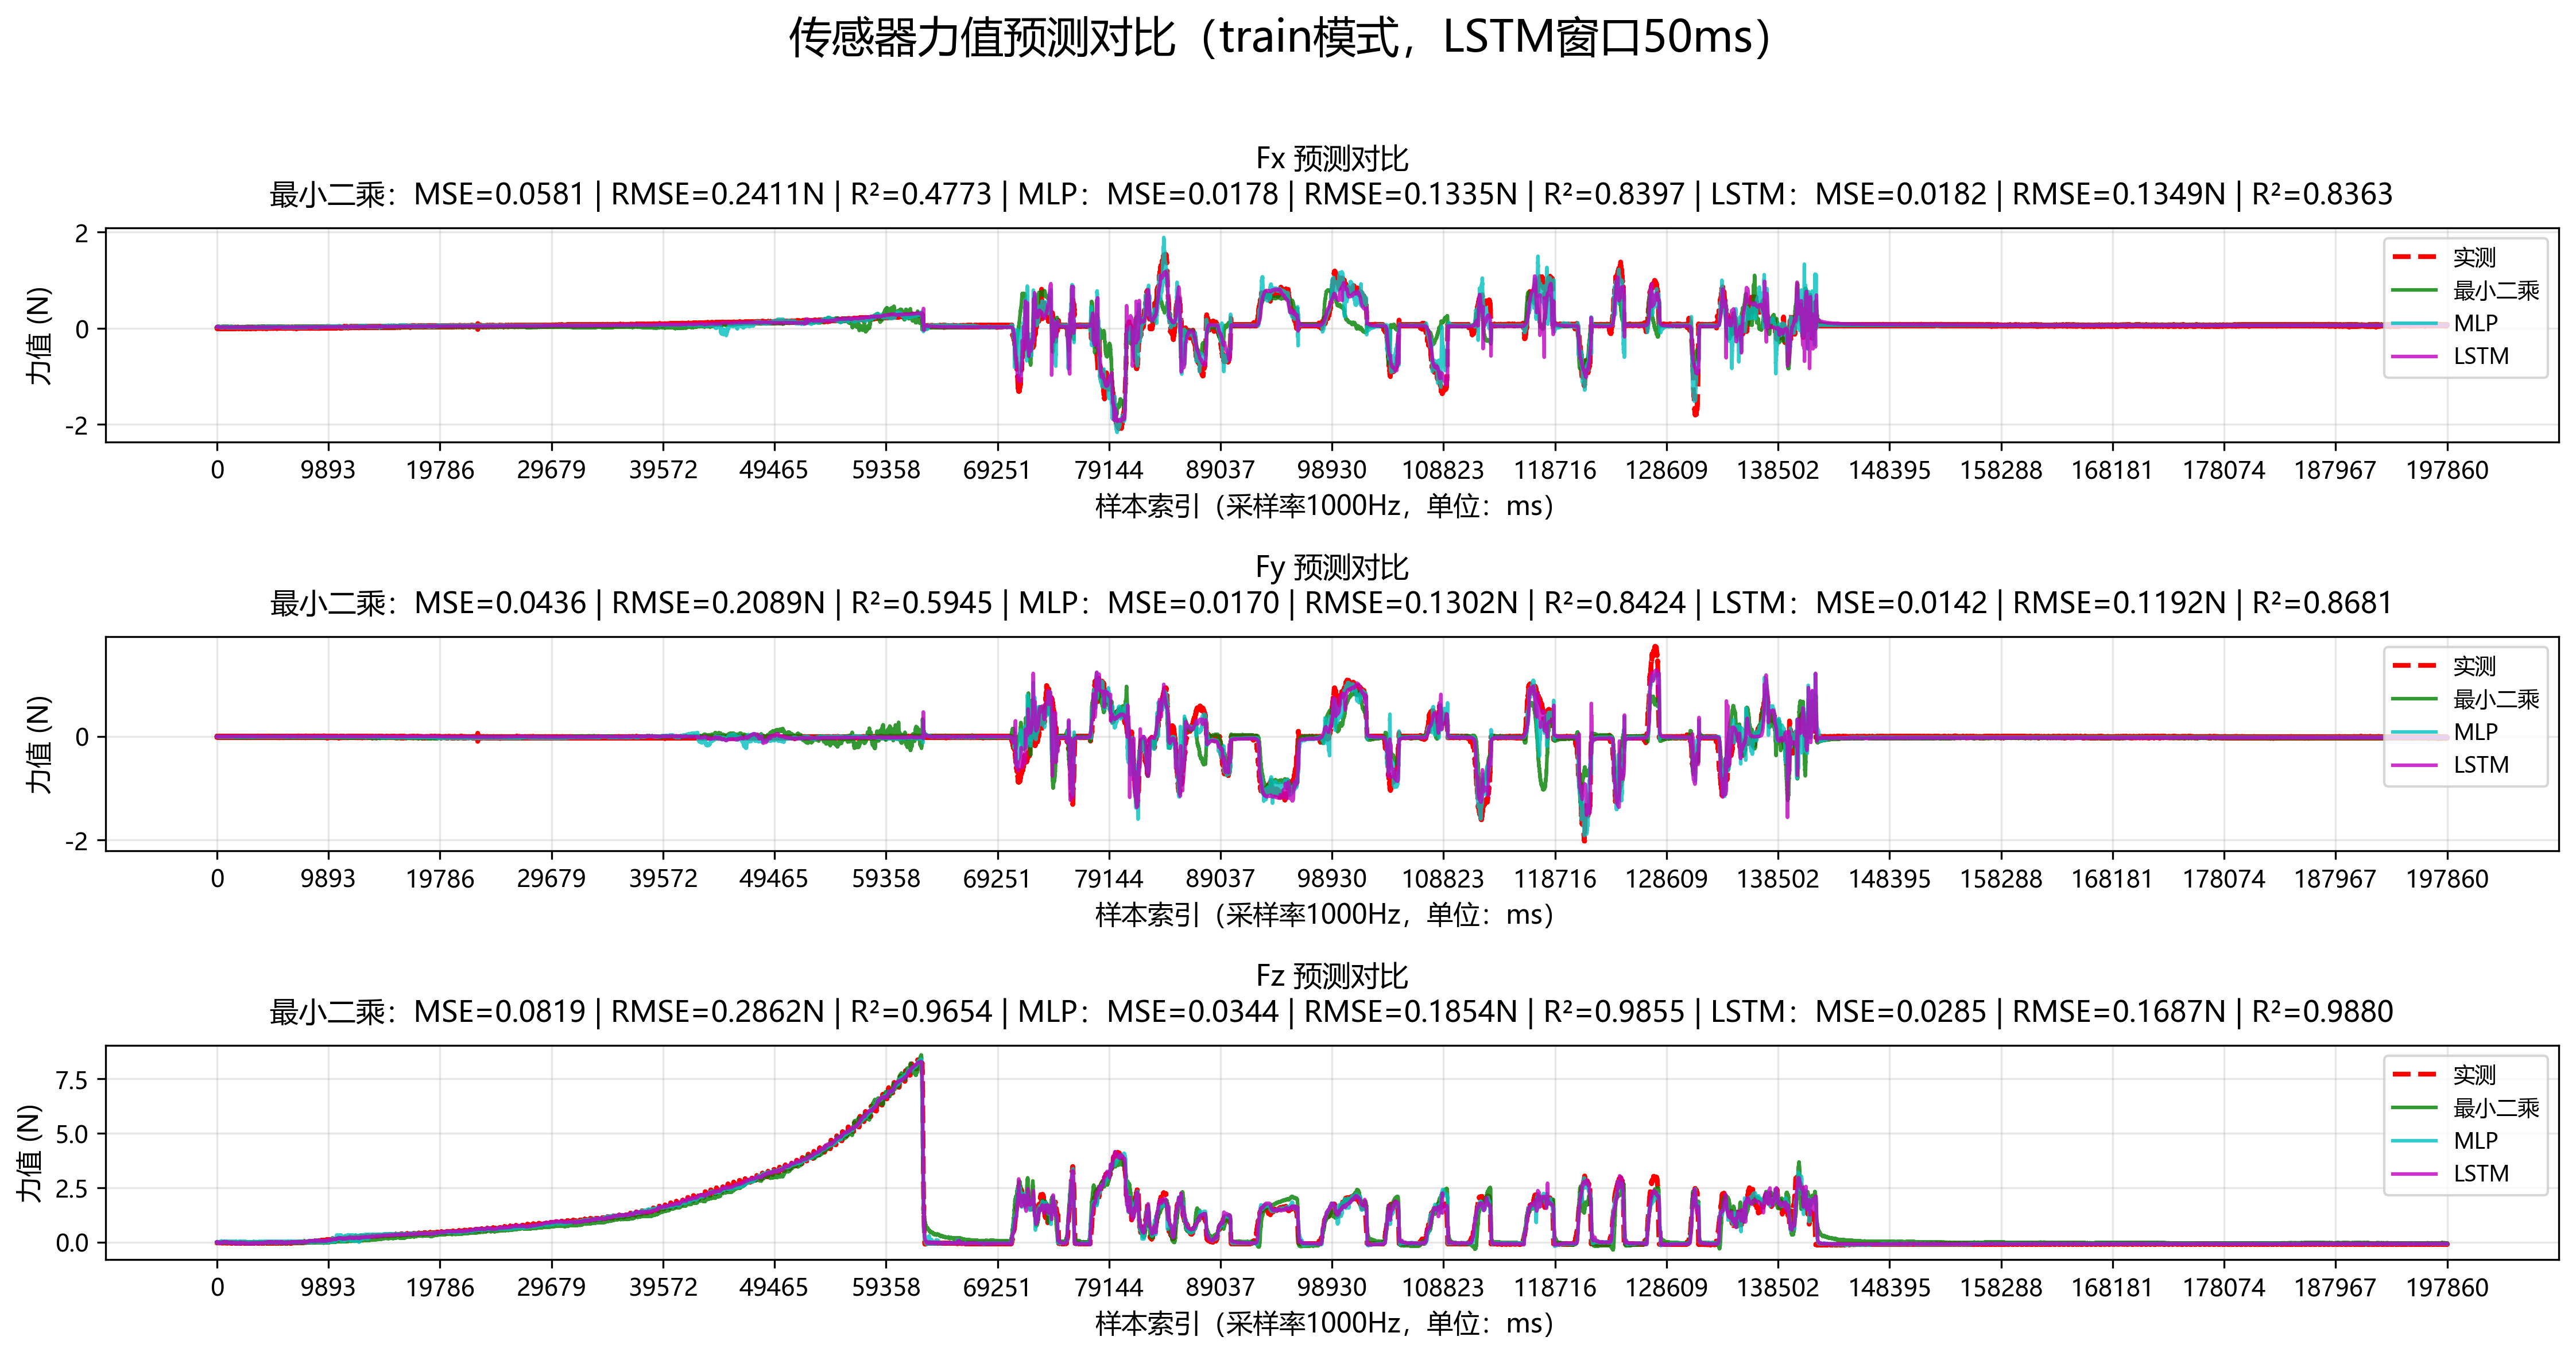 传感器力值预测对比（train模式，LSTM窗口50ms）
Fx 预测对比
最小二乘：MSE=0.0581 | RMSE=0.2411N | R²=0.4773 | MLP：MSE=0.0178 | RMSE=0.1335N | R²=0.8397 | LSTM：MSE=0.0182 | RMSE=0.1349N | R²=0.8363
力值 (N)
2
0
-2
实测
最小二乘
MLP
LSTM
0 9893 19786 29679 39572 49465 59358 69251 79144 89037 98930 108823 118716 128609 138502 148395 158288 168181 178074 187967 197860
样本索引（采样率1000Hz，单位：ms）
Fy 预测对比
最小二乘：MSE=0.0436 | RMSE=0.2089N | R²=0.5945 | MLP：MSE=0.0170 | RMSE=0.1302N | R²=0.8424 | LSTM：MSE=0.0142 | RMSE=0.1192N | R²=0.8681
力值 (N)
0
-2
实测
最小二乘
MLP
LSTM
0 9893 19786 29679 39572 49465 59358 69251 79144 89037 98930 108823 118716 128609 138502 148395 158288 168181 178074 187967 197860
样本索引（采样率1000Hz，单位：ms）
Fz 预测对比
最小二乘：MSE=0.0819 | RMSE=0.2862N | R²=0.9654 | MLP：MSE=0.0344 | RMSE=0.1854N | R²=0.9855 | LSTM：MSE=0.0285 | RMSE=0.1687N | R²=0.9880
力值 (N)
7.5
5.0
2.5
0.0
实测
最小二乘
MLP
LSTM
0 9893 19786 29679 39572 49465 59358 69251 79144 89037 98930 108823 118716 128609 138502 148395 158288 168181 178074 187967 197860
样本索引（采样率1000Hz，单位：ms）